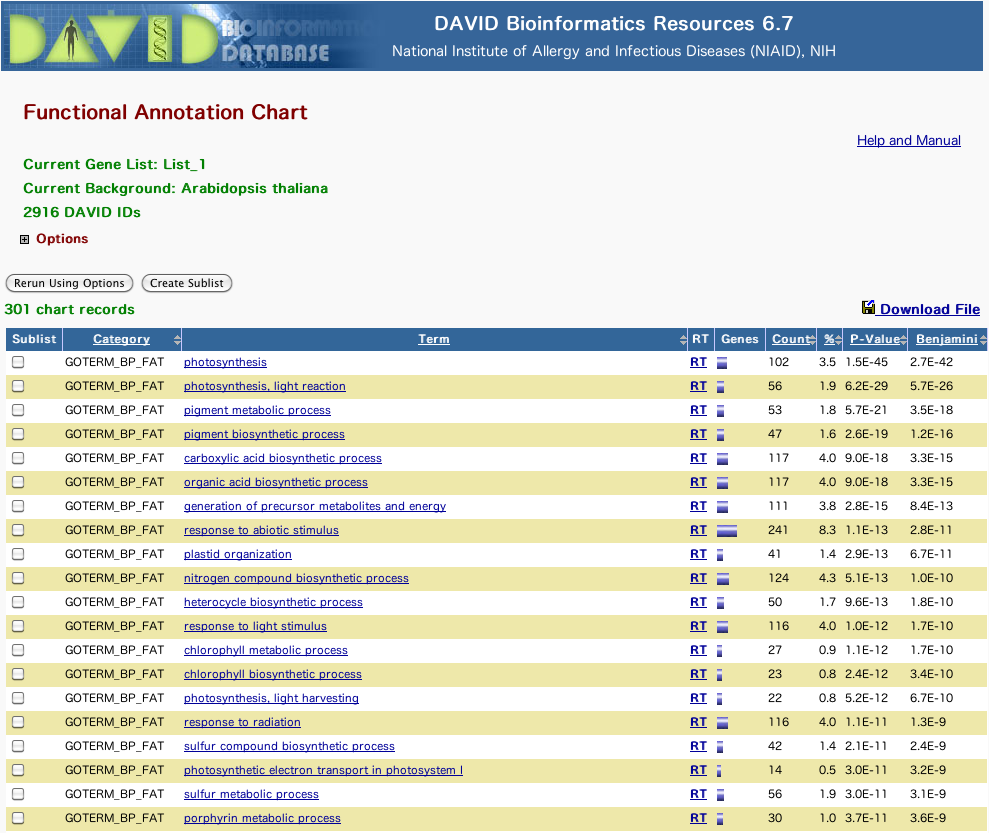 DAVID BIOINFORMATICS DATABASE
DAVID Bioinformatics Resources 6.7
National Institute of Allergy and Infectious Diseases (NIAID), NIH
Functional Annotation Chart
Help and Manual
Current Gene List: List_1
Current Background: Arabidopsis thaliana
2916 DAVID IDs
Options
Rerun Using Options Create Sublist
301 chart records Download File
Sublist Category Term RT Genes Count % P-Value Benjamini
GOTERM_BP_FAT photosynthesis RT 102 3.5 1.5E-45 2.7E-42
GOTERM_BP_FAT photosynthesis, light reaction RT 56 1.9 6.2E-29 5.7E-26
GOTERM_BP_FAT pigment metabolic process RT 53 1.8 5.7E-21 3.5E-18
GOTERM_BP_FAT pigment biosynthetic process RT 47 1.6 2.6E-19 1.2E-16
GOTERM_BP_FAT carboxylic acid biosynthetic process RT 117 4.0 9.0E-18 3.3E-15
GOTERM_BP_FAT organic acid biosynthetic process RT 117 4.0 9.0E-18 3.3E-15
GOTERM_BP_FAT generation of precursor metabolites and energy RT 111 3.8 2.8E-15 8.4E-13
GOTERM_BP_FAT response to abiotic stimulus RT 241 8.3 1.1E-13 2.8E-11
GOTERM_BP_FAT plastid organization RT 41 1.4 2.9E-13 6.7E-11
GOTERM_BP_FAT nitrogen compound biosynthetic process RT 124 4.3 5.1E-13 1.0E-10
GOTERM_BP_FAT heterocycle biosynthetic process RT 50 1.7 9.6E-13 1.8E-10
GOTERM_BP_FAT response to light stimulus RT 116 4.0 1.0E-12 1.7E-10
GOTERM_BP_FAT chlorophyll metabolic process RT 27 0.9 1.1E-12 1.7E-10
GOTERM_BP_FAT chlorophyll biosynthetic process RT 23 0.8 2.4E-12 3.4E-10
GOTERM_BP_FAT photosynthesis, light harvesting RT 22 0.8 5.2E-12 6.7E-10
GOTERM_BP_FAT response to radiation RT 116 4.0 1.1E-11 1.3E-9
GOTERM_BP_FAT sulfur compound biosynthetic process RT 42 1.4 2.1E-11 2.4E-9
GOTERM_BP_FAT photosynthetic electron transport in photosystem I RT 14 0.5 3.0E-11 3.2E-9
GOTERM_BP_FAT sulfur metabolic process RT 56 1.9 3.0E-11 3.1E-9
GOTERM_BP_FAT porphyrin metabolic process RT 30 1.0 3.7E-11 3.6E-9